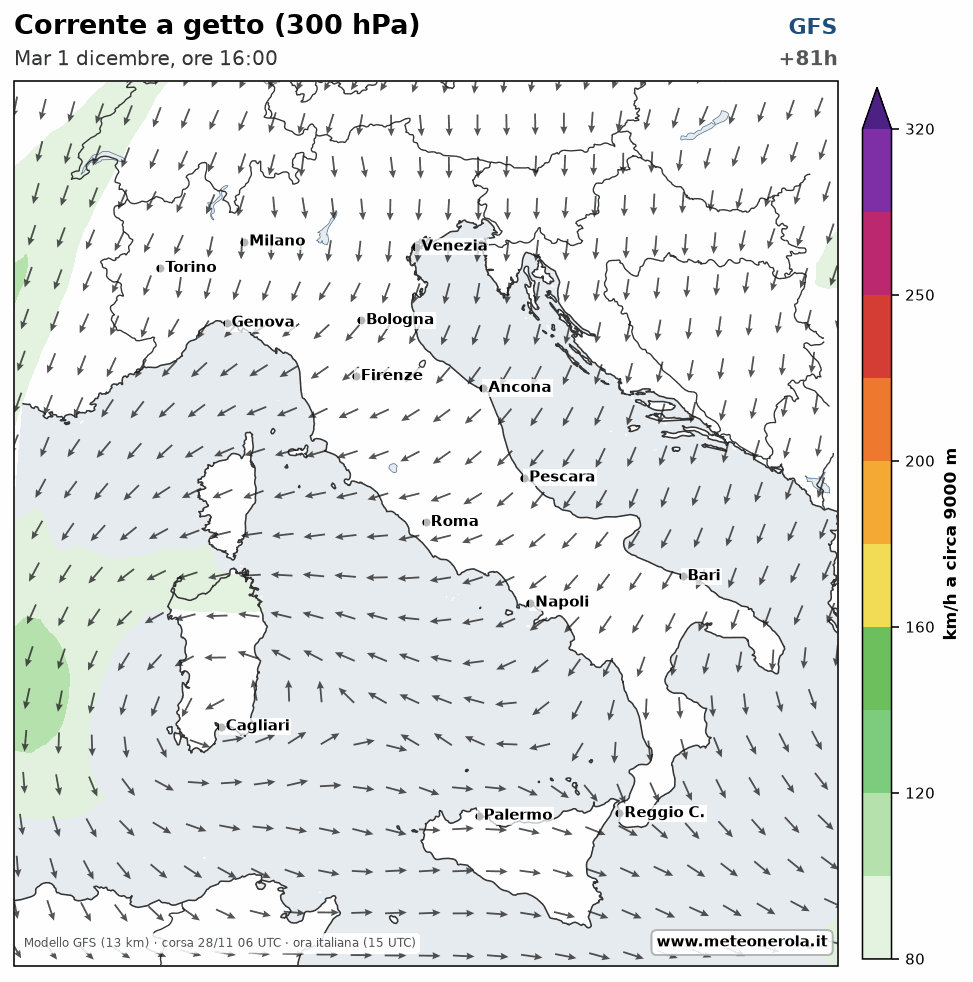 Corrente a getto (300 hPa)
GFS
Mar 1 dicembre, ore 16:00
+81h
320
Milano
Venezia
Torino
250
Genova
Bologna
Firenze
Ancona
200
Pescara
Roma
km/h a circa 9000 m
Bari
Napoli
160
Cagliari
120
Palermo
Reggio C.
Modello GFS (13 km) · corsa 28/11 06 UTC · ora italiana (15 UTC)
www.meteonerola.it
80